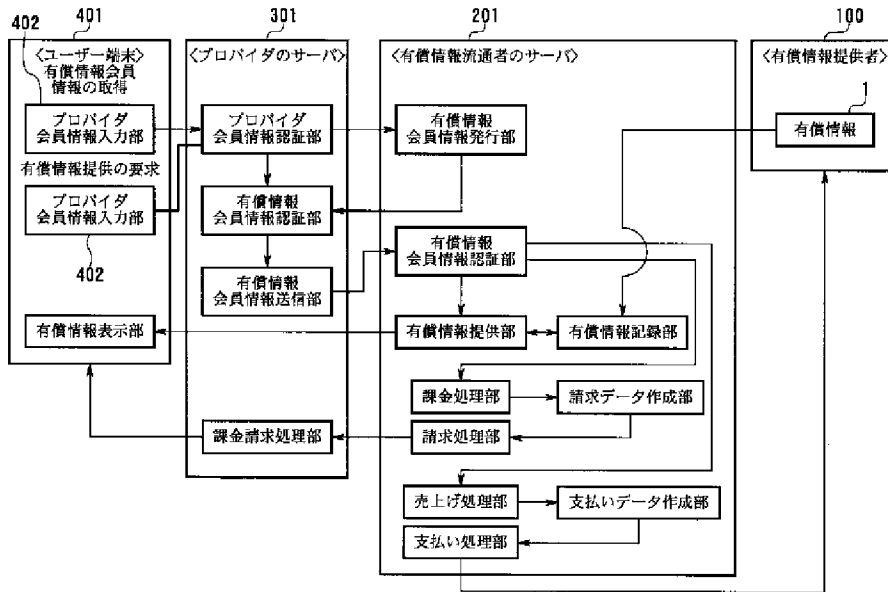 402
401
301
201
100
〈ユーザー端末〉
有償情報会員
情報の取得
プロバイダ
会員情報入力部
有償情報提供の要求
プロバイダ
会員情報入力部
402
有償情報表示部
〈プロバイダのサーバ〉
プロバイダ
会員情報認証部
有償情報
会員情報認証部
有償情報
会員情報送信部
課金請求処理部
〈有償情報流通者のサーバ〉
有償情報
会員情報発行部
有償情報
会員情報認証部
有償情報提供部
有償情報記録部
課金処理部
請求データ作成部
請求処理部
売上げ処理部
支払いデータ作成部
支払い処理部
〈有償情報提供者〉
1
有償情報